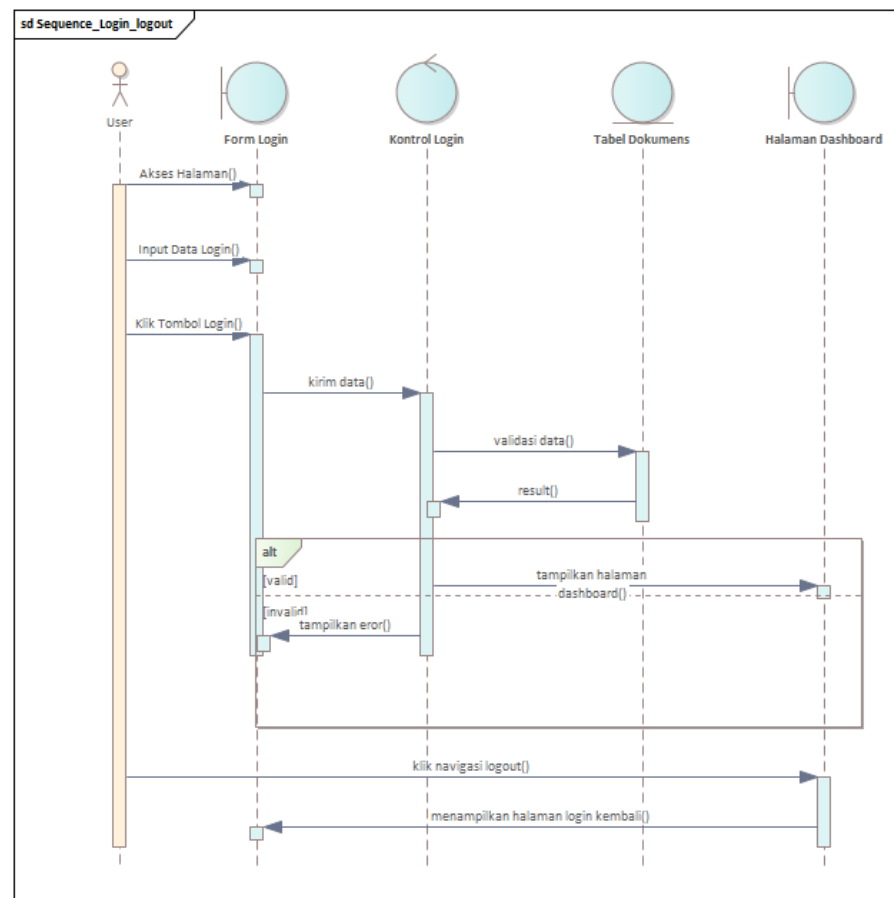 sd Sequence_Login_logout
User
Form Login
Kontrol Login
Tabel Dokumens
Halaman Dashboard
Akses Halaman()
Input Data Login()
Klik Tombol Login()
kirim data()
validasi data()
result()
alt
[valid]
tampilkan halaman
dashboard()
[invalid]
tampilkan eror()
klik navigasi logout()
menampilkan halaman login kembali()